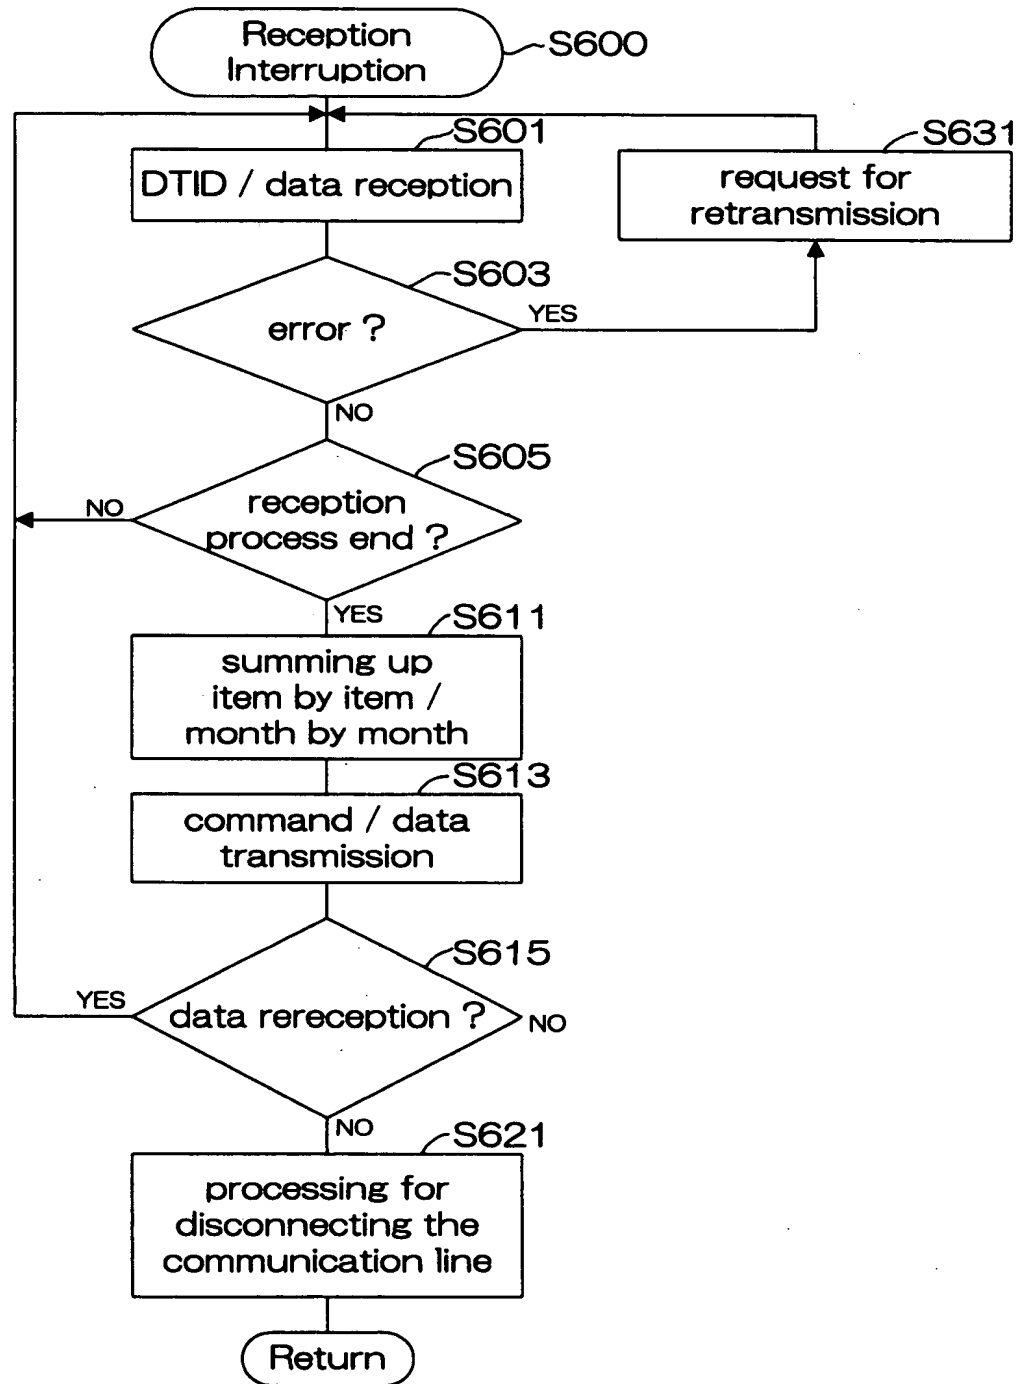 Reception
Interruption
S600
S601
DTID / data reception
S631
request for
retransmission
S603
error ?
YES
NO
S605
reception
process end ?
NO
YES
S611
summing up
item by item /
month by month
S613
command / data
transmission
S615
data rereception ?
YES
NO
NO
S621
processing for
disconnecting the
communication line
Return